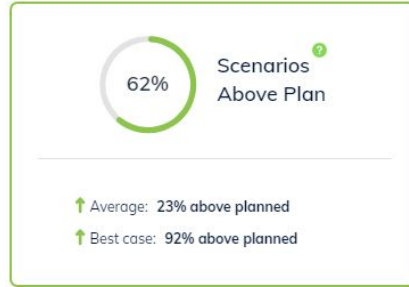 62%
Scenarios
?
Above Plan
Average: 23% above planned
Best case: 92% above planned